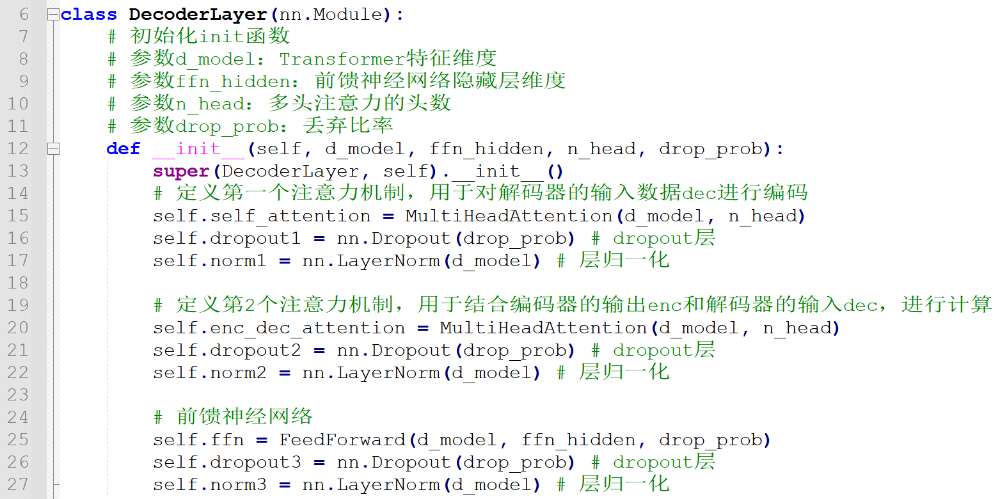 6 class DecoderLayer(nn.Module):
7 # 初始化init函数
8 # 参数d_model：Transformer特征维度
9 # 参数ffn_hidden：前馈神经网络隐藏层维度
10 # 参数n_head：多头注意力的头数
11 # 参数drop_prob：丢弃比率
12 def __init__(self, d_model, ffn_hidden, n_head, drop_prob):
13 super(DecoderLayer, self).__init__()
14 # 定义第一个注意力机制，用于对解码器的输入数据dec进行编码
15 self.self_attention = MultiHeadAttention(d_model, n_head)
16 self.dropout1 = nn.Dropout(drop_prob) # dropout层
17 self.norm1 = nn.LayerNorm(d_model) # 层归一化
18
19 # 定义第2个注意力机制，用于结合编码器的输出enc和解码器的输入dec，进行计算
20 self.enc_dec_attention = MultiHeadAttention(d_model, n_head)
21 self.dropout2 = nn.Dropout(drop_prob) # dropout层
22 self.norm2 = nn.LayerNorm(d_model) # 层归一化
23
24 # 前馈神经网络
25 self.ffn = FeedForward(d_model, ffn_hidden, drop_prob)
26 self.dropout3 = nn.Dropout(drop_prob) # dropout层
27 self.norm3 = nn.LayerNorm(d_model) # 层归一化